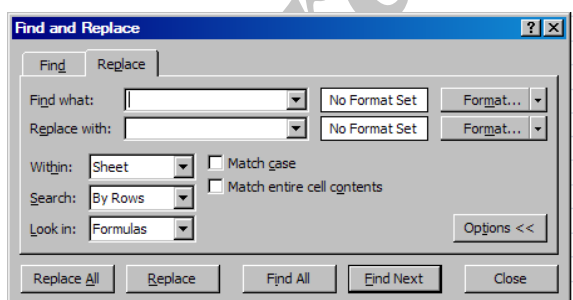 Find and Replace
Find Replace
Find what: No Format Set Format...
Replace with: No Format Set Format...
Within: Sheet Match case
Search: By Rows Match entire cell contents
Look in: Formulas Options <<
Replace All Replace Find All Find Next Close